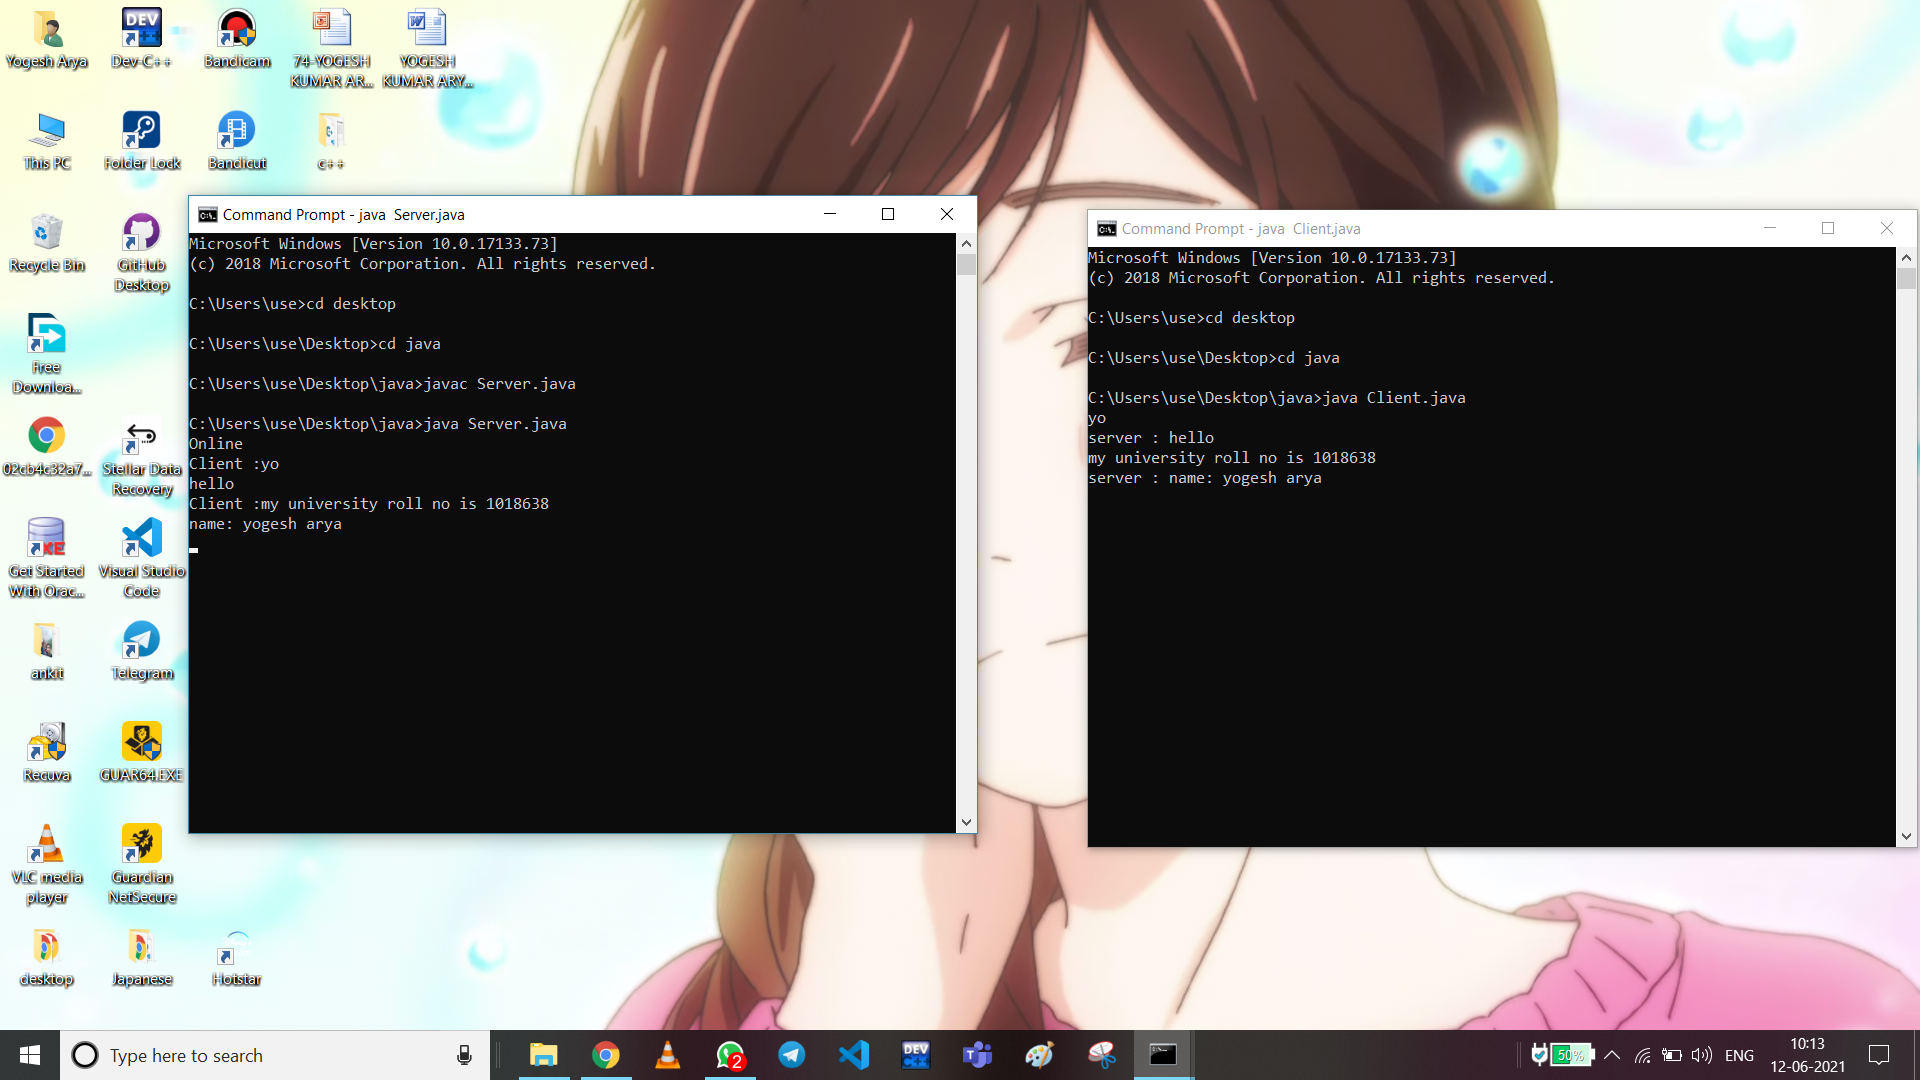 Yogesh Arya
Dev-C++
Bandicam
74-YOGESH
KUMAR AR...
YOGESH
KUMAR ARY...
This PC
Folder Lock
Bandicut
c++
Recycle Bin
GitHub
Desktop
Free
Downloa...
02cb4c32a7...
Stellar Data
Recovery
Get Started
With Orac...
Visual Studio
Code
ankit
Telegram
Recuva
GUAR64.EXE
VLC media
player
Guardian
NetSecure
desktop
Japanese
Hotstar
Command Prompt - java  Server.java
Microsoft Windows [Version 10.0.17133.73]
(c) 2018 Microsoft Corporation. All rights reserved.
C:\Users\use>cd desktop
C:\Users\use\Desktop>cd java
C:\Users\use\Desktop\java>javac Server.java
C:\Users\use\Desktop\java>java Server.java
Online
Client :yo
hello
Client :my university roll no is 1018638
name: yogesh arya
Command Prompt - java  Client.java
Microsoft Windows [Version 10.0.17133.73]
(c) 2018 Microsoft Corporation. All rights reserved.
C:\Users\use>cd desktop
C:\Users\use\Desktop>cd java
C:\Users\use\Desktop\java>java Client.java
yo
server : hello
my university roll no is 1018638
server : name: yogesh arya
Type here to search
2
DEV
C++
50%
ENG
10:13
12-06-2021